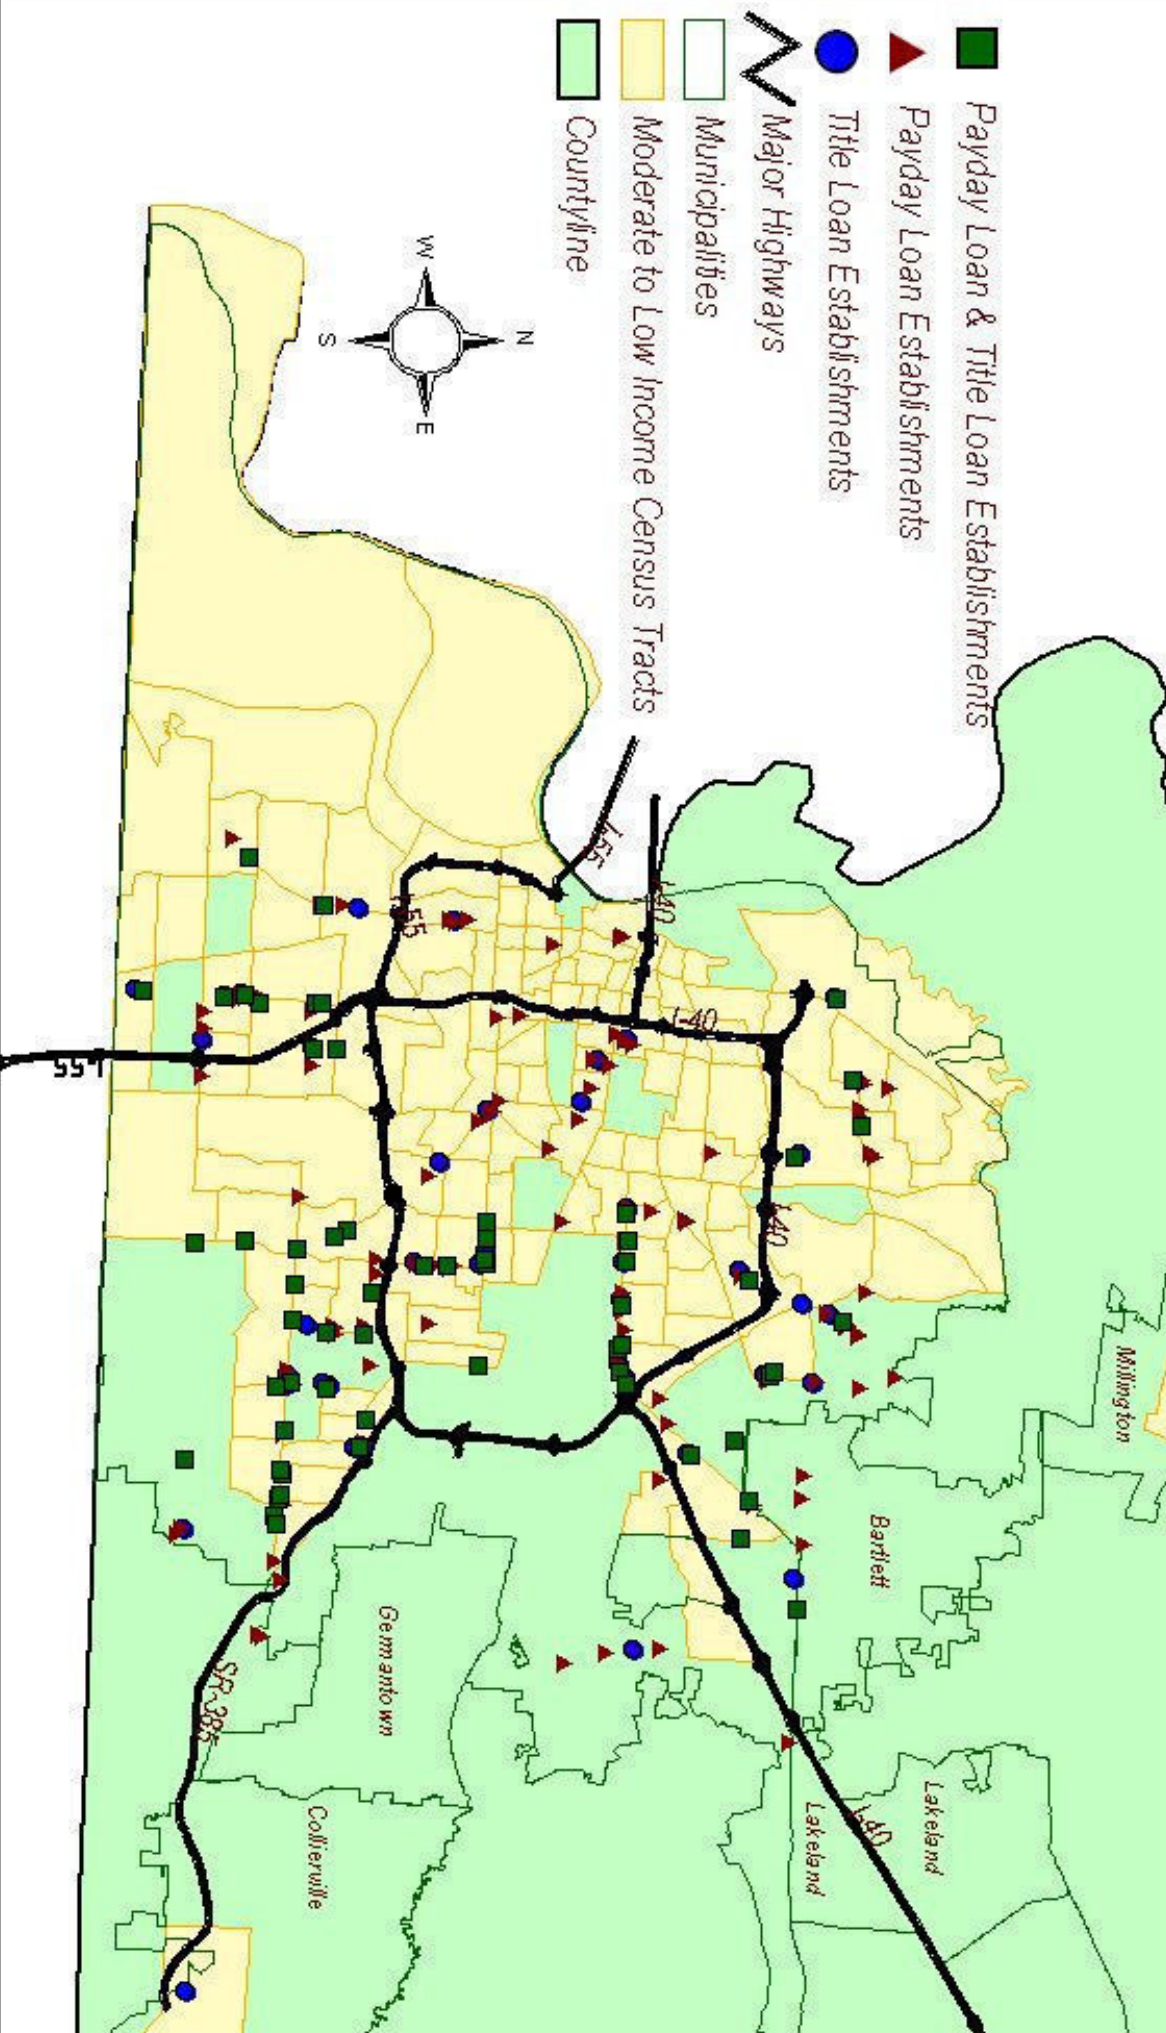 Payday Loan & Title Loan Establishments
Payday Loan Establishments
Title Loan Establishments
Major Highways
Municipalities
Moderate to Low Income Census Tracts
Countyline
N
W
E
S
Millington
Bartlett
Lakeland
Lakeland
Germantown
Collierville
I-40
I-40
I-40
I-40
I-55
I-55
I-55
SR-385